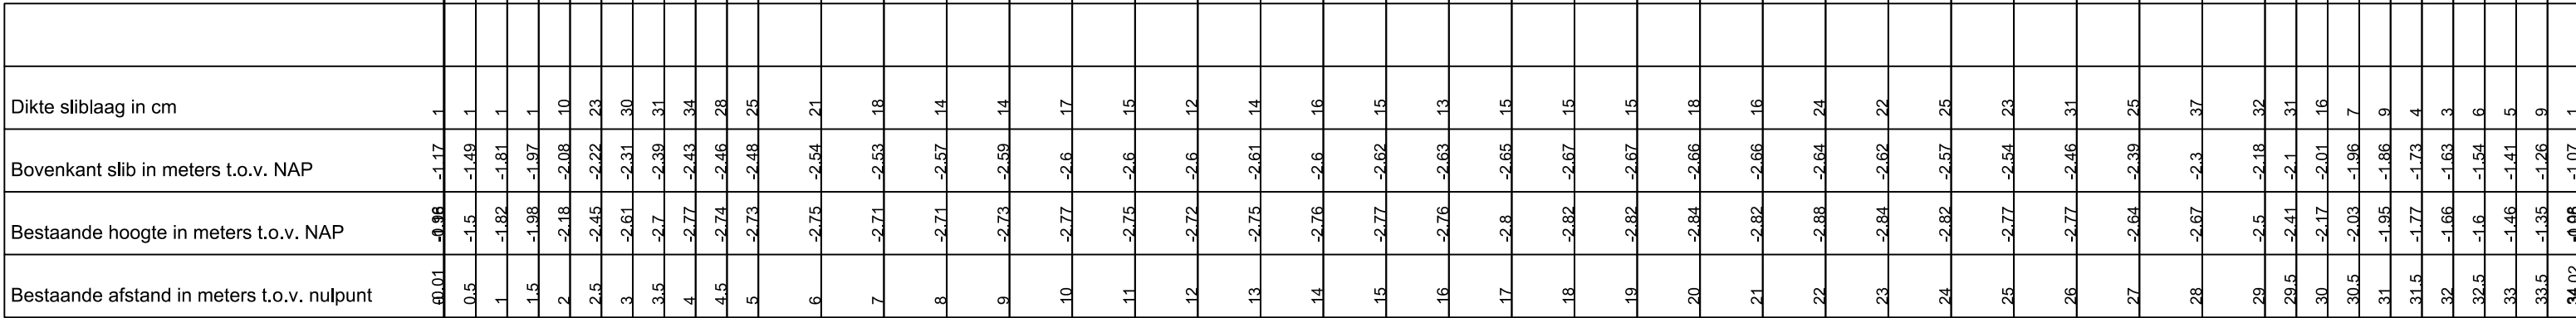 Dikte sliblaag in cm 1 1 1 1 10 23 30 31 34 28 25 21 18 14 14 17 15 12 14 16 15 13 15 15 15 18 16 24 22 25 23 31 25 37 32 31 16 7 9 4 3 6 5 9 1
Bovenkant slib in meters t.o.v. NAP -1.17 -1.49 -1.81 -1.97 -2.08 -2.22 -2.31 -2.39 -2.43 -2.46 -2.48 -2.54 -2.53 -2.57 -2.59 -2.6 -2.6 -2.6 -2.61 -2.6 -2.62 -2.63 -2.65 -2.67 -2.67 -2.66 -2.66 -2.64 -2.62 -2.57 -2.54 -2.46 -2.39 -2.3 -2.18 -2.1 -2.01 -1.96 -1.86 -1.73 -1.63 -1.54 -1.41 -1.26 -1.07
Bestaande hoogte in meters t.o.v. NAP -1.5 -1.82 -1.98 -2.18 -2.45 -2.61 -2.7 -2.77 -2.74 -2.73 -2.75 -2.71 -2.71 -2.73 -2.77 -2.75 -2.72 -2.75 -2.76 -2.77 -2.76 -2.8 -2.82 -2.82 -2.84 -2.82 -2.88 -2.84 -2.82 -2.77 -2.77 -2.64 -2.67 -2.5 -2.41 -2.17 -2.03 -1.95 -1.77 -1.66 -1.6 -1.46 -1.35
Bestaande afstand in meters t.o.v. nulpunt 0.5 1 1.5 2 2.5 3 3.5 4 4.5 5 6 7 8 9 10 11 12 13 14 15 16 17 18 19 20 21 22 23 24 25 26 27 28 29 29.5 30 30.5 31 31.5 32 32.5 33 33.5